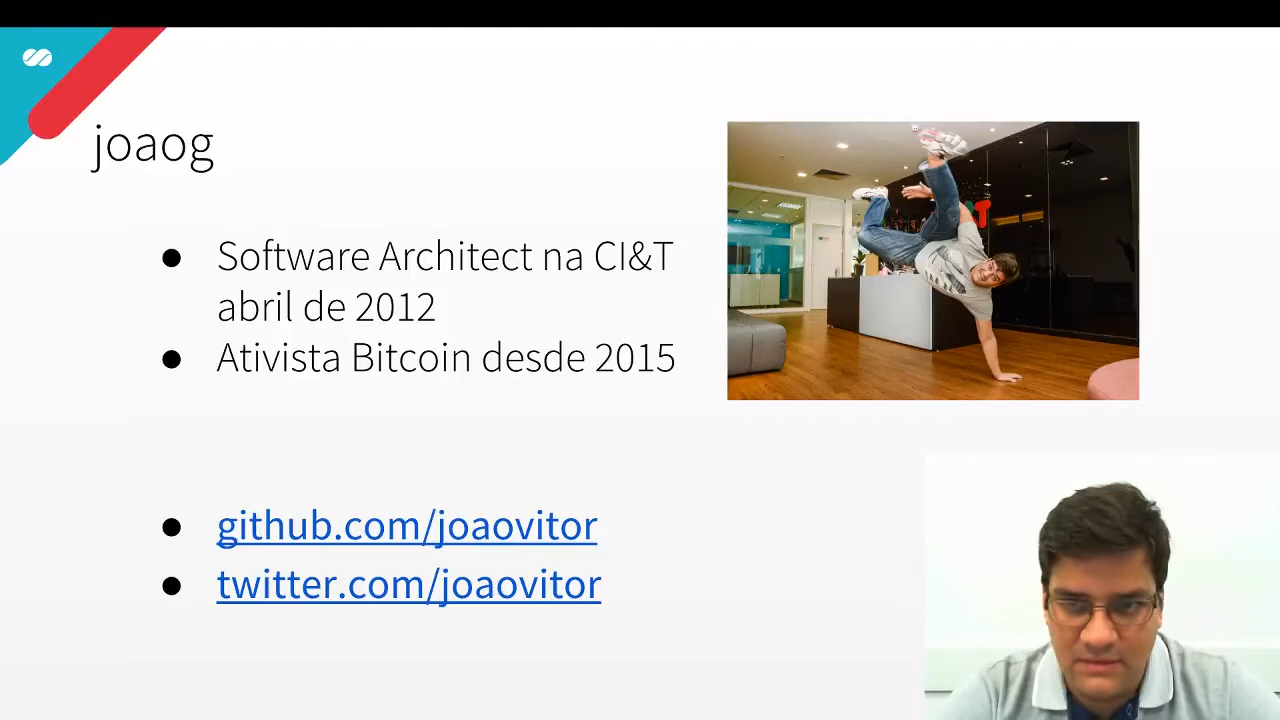 joaog
● Software Architect na CI&T
abril de 2012
● Ativista Bitcoin desde 2015
● github.com/joaovitor
● twitter.com/joaovitor